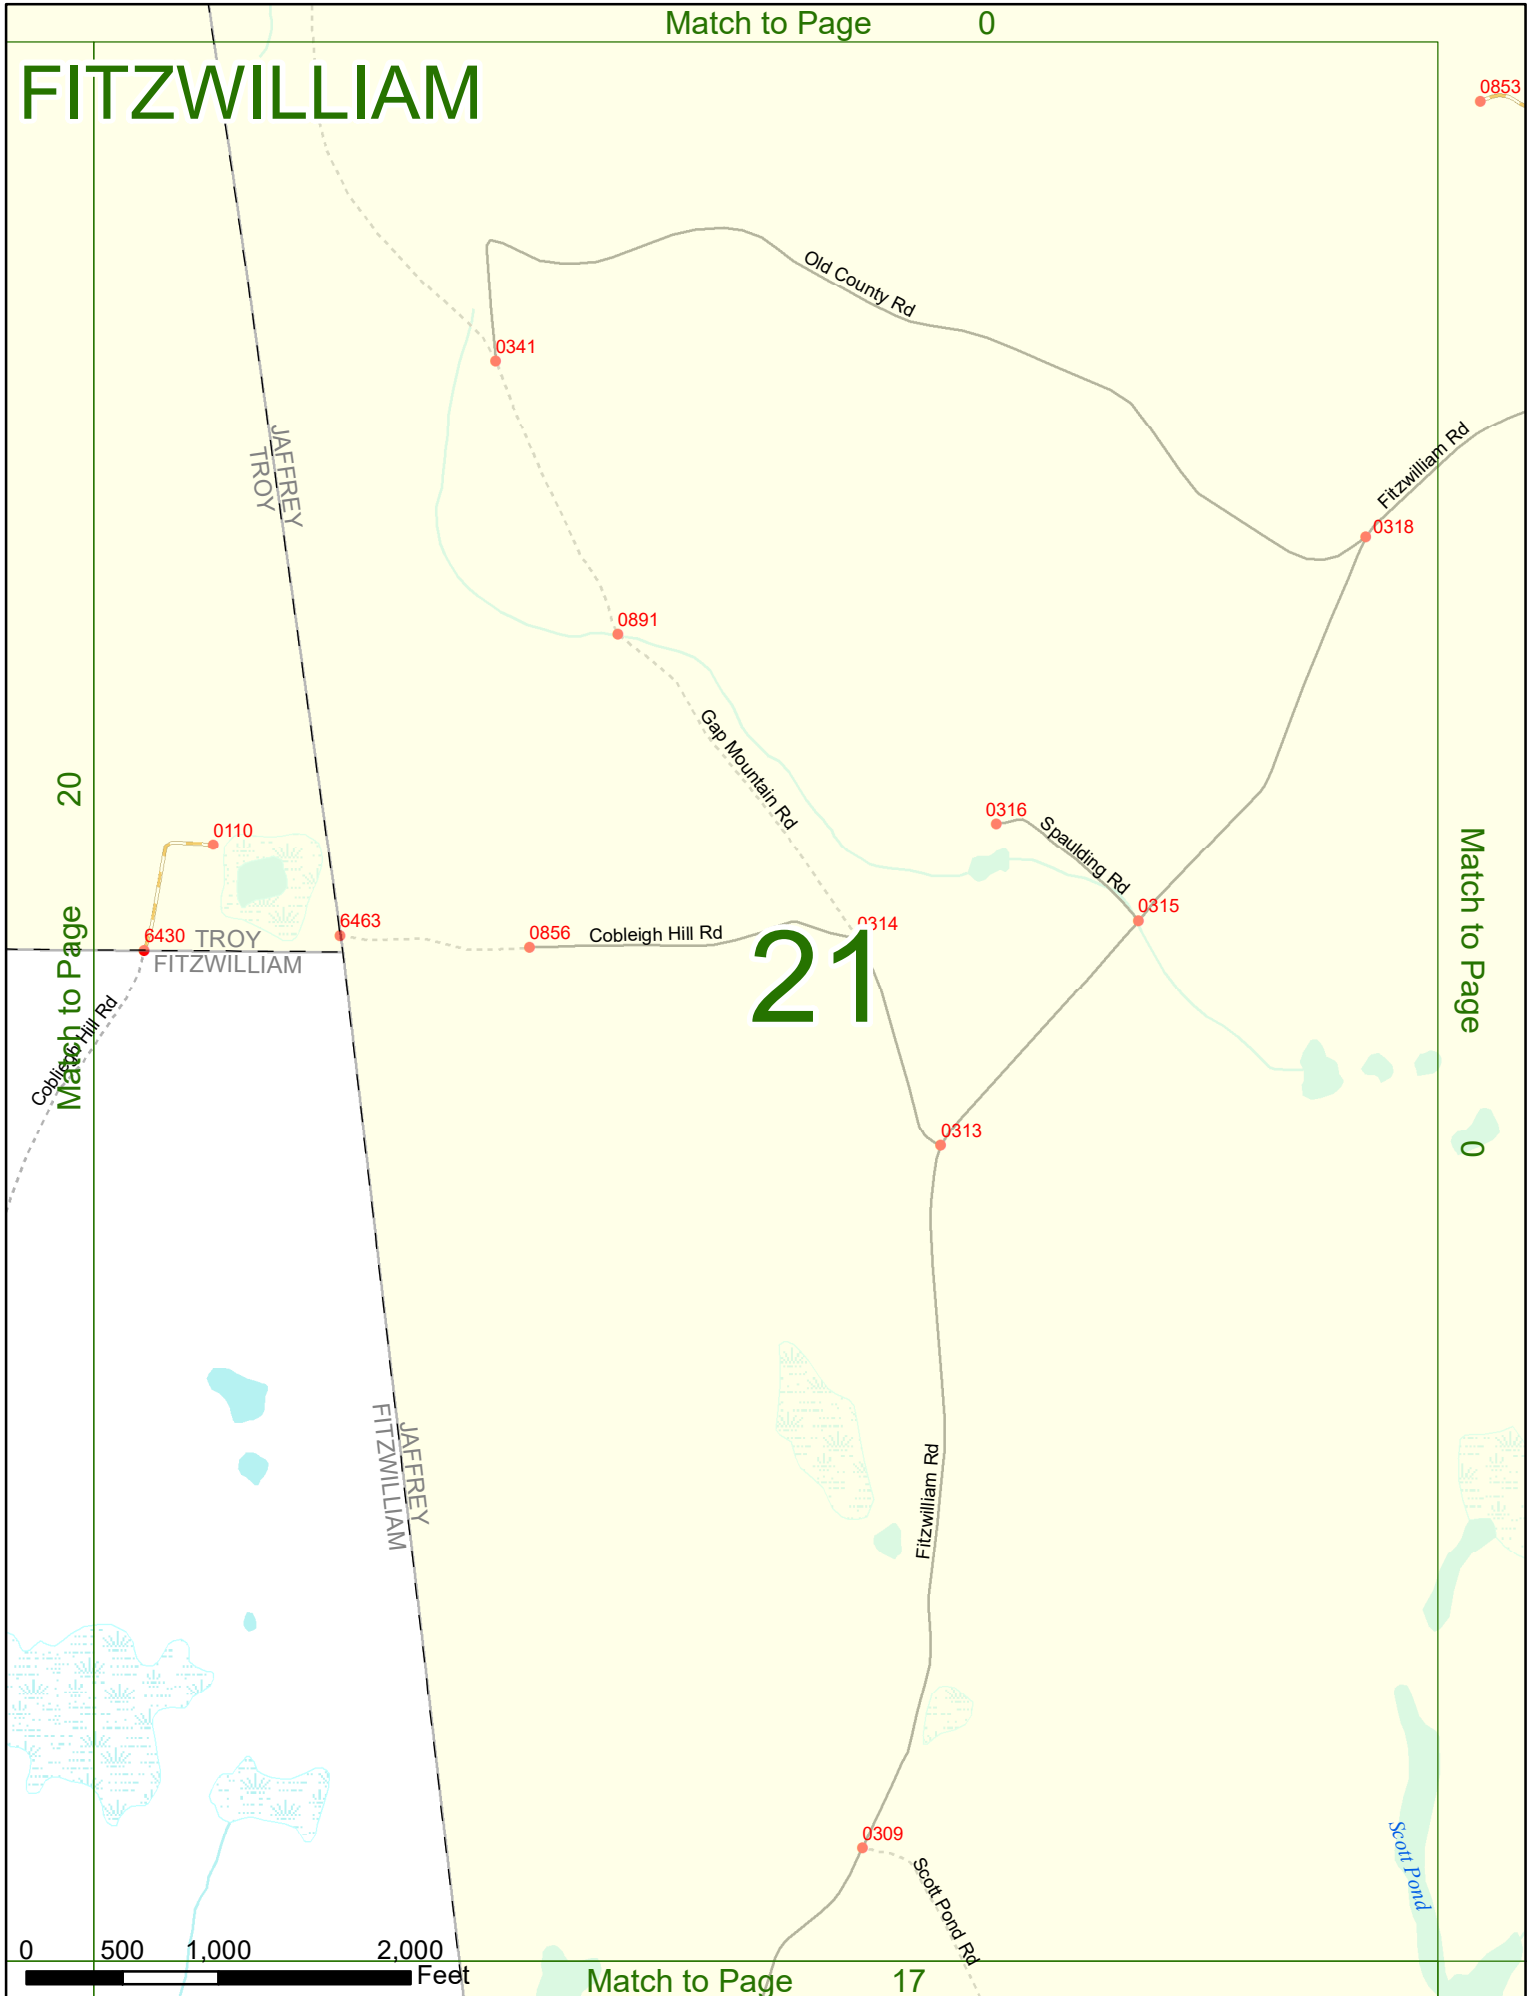 Match to Page 0
FITZWILLIAM
0853
Old County Rd
0341
Fitzwilliam Rd
JAFFREY
TROY
0318
0891
Gap Mountain Rd
20
Match to Page
0316
Spaulding Rd
0110
0315
Match to Page
0
6463
0314
6430
TROY
0856
Cobleigh Hill Rd
21
FITZWILLIAM
Cobliegh Hill Rd
0313
JAFFREY
FITZWILLIAM
Fitzwilliam Rd
0309
Scott Pond Rd
Scott Pond
0 500 1,000 2,000
Feet
Match to Page 17